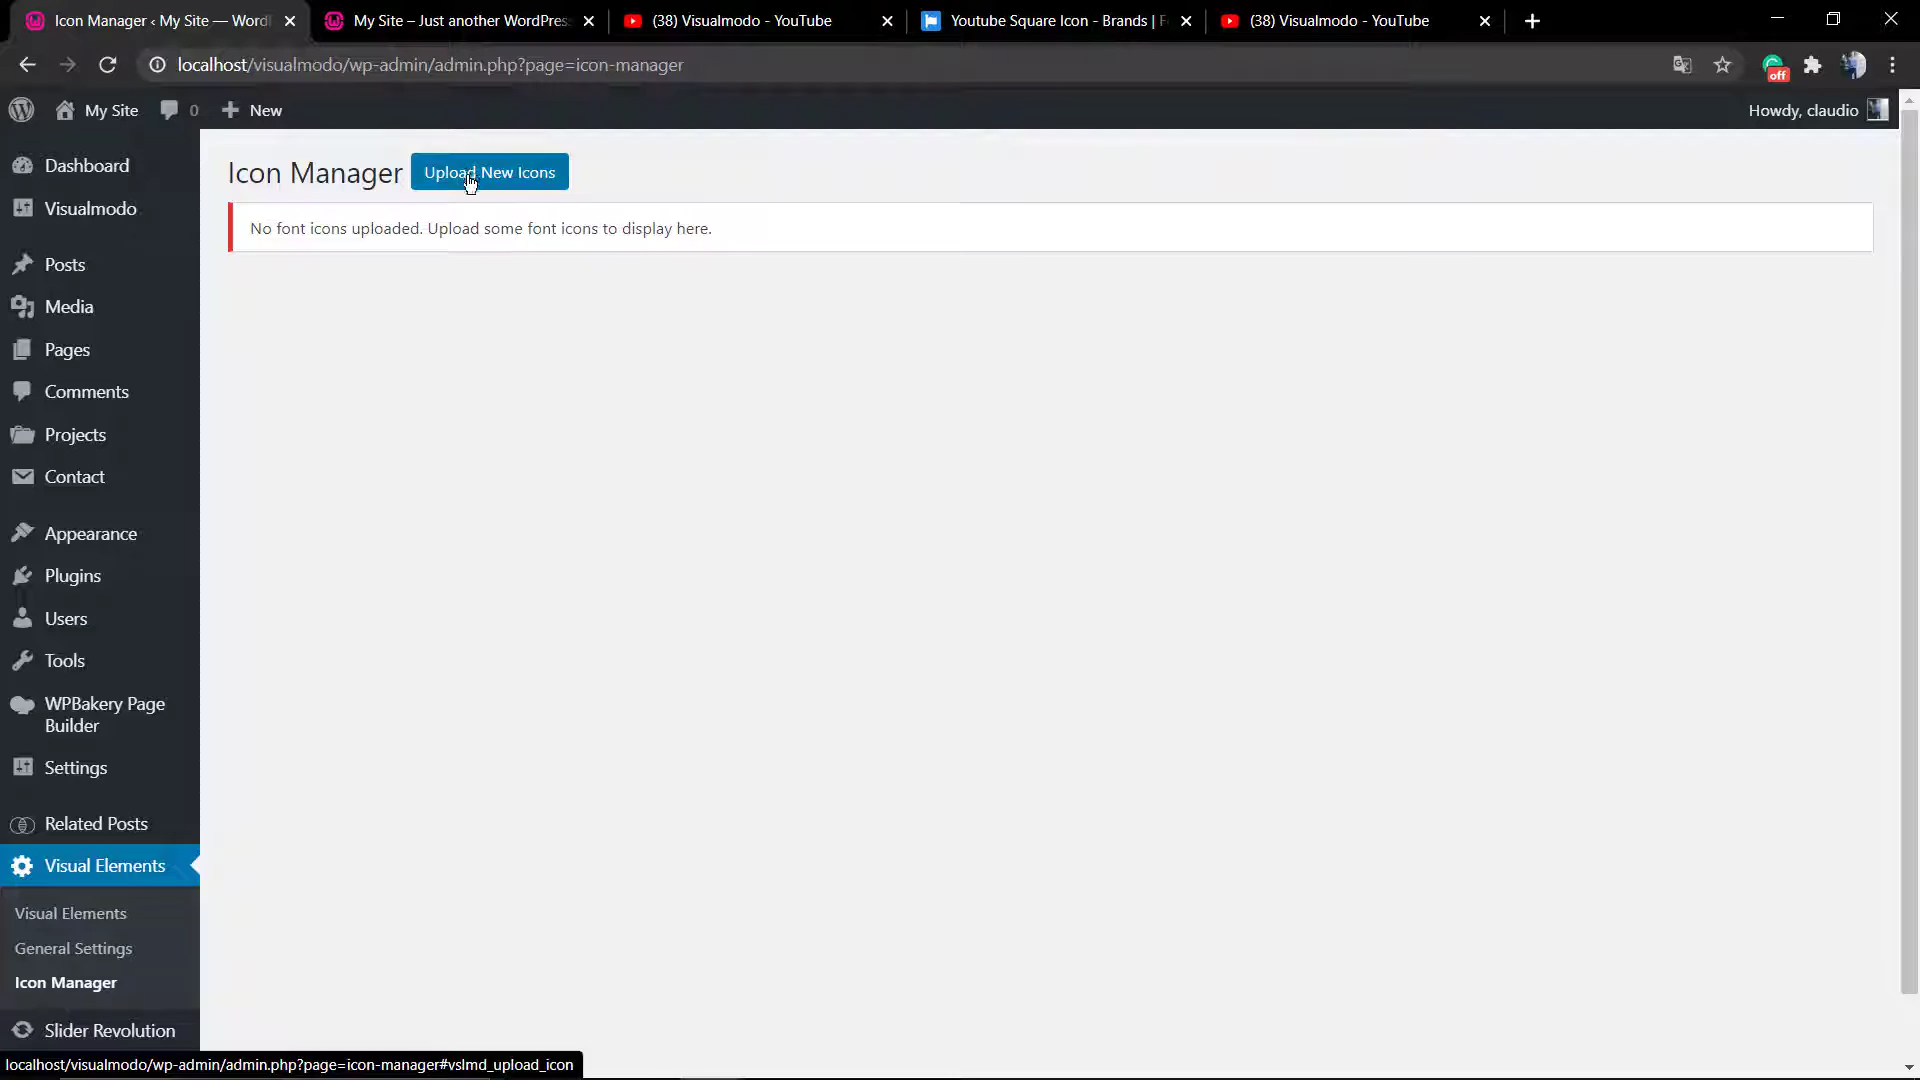 Icon Manager ‹ My Site — Word
My Site – Just another WordPres
(38) Visualmodo - YouTube
Youtube Square Icon - Brands | F
(38) Visualmodo - YouTube
localhost/visualmodo/wp-admin/admin.php?page=icon-manager
off
My Site
0
New
Howdy, claudio
Dashboard
Visualmodo
Posts
Media
Pages
Comments
Projects
Contact
Appearance
Plugins
Users
Tools
WPBakery Page
Builder
Settings
Related Posts
Visual Elements
Visual Elements
General Settings
Icon Manager
Slider Revolution
Icon Manager
Upload New Icons
No font icons uploaded. Upload some font icons to display here.
localhost/visualmodo/wp-admin/admin.php?page=icon-manager#vslmd_upload_icon